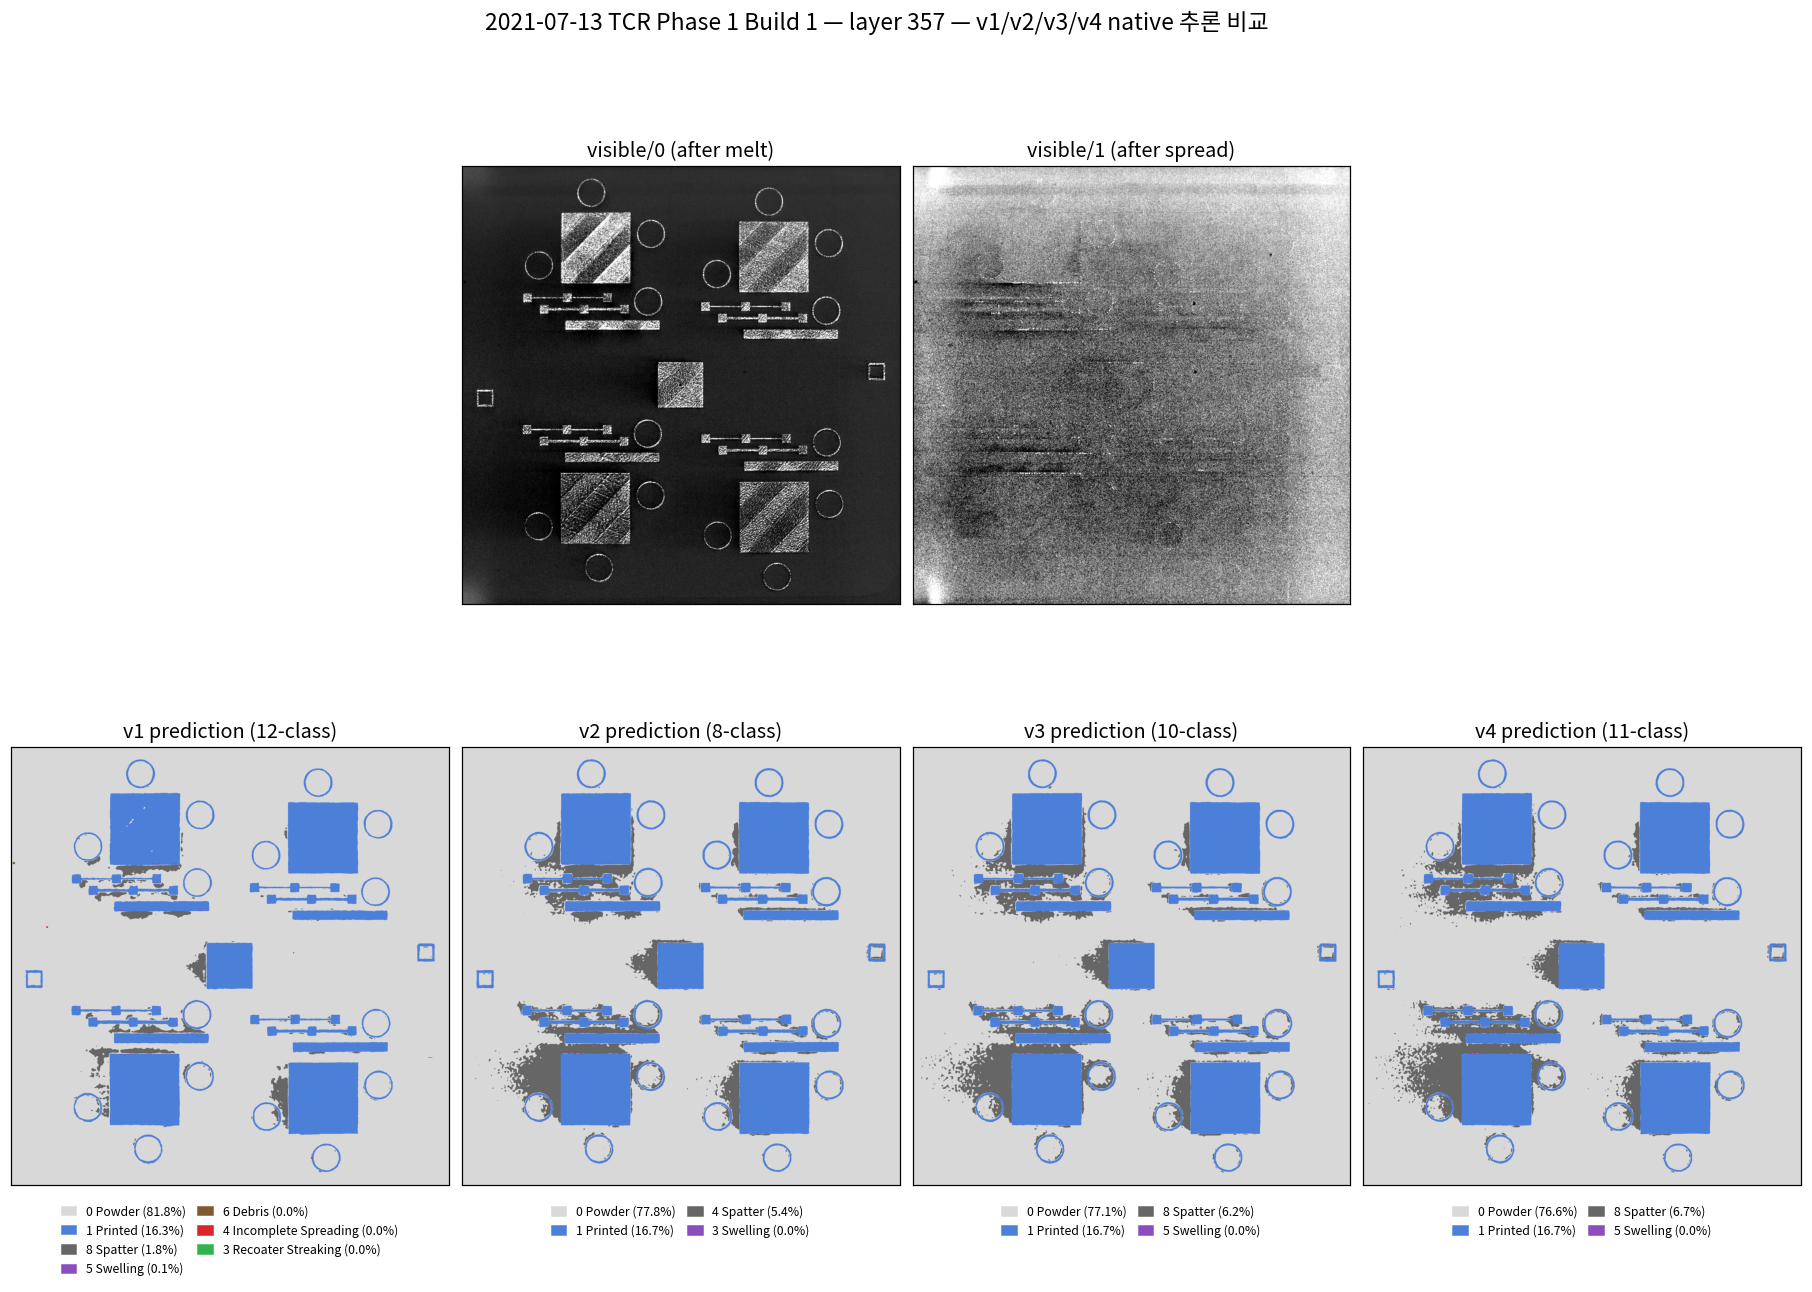 2021-07-13 TCR Phase 1 Build 1 — layer 357 — v1/v2/v3/v4 native 추론 비교
visible/0 (after melt)
visible/1 (after spread)
v1 prediction (12-class)
v2 prediction (8-class)
v3 prediction (10-class)
v4 prediction (11-class)
0 Powder (81.8%)
1 Printed (16.3%)
8 Spatter (1.8%)
5 Swelling (0.1%)
6 Debris (0.0%)
4 Incomplete Spreading (0.0%)
3 Recoater Streaking (0.0%)
0 Powder (77.8%)
1 Printed (16.7%)
4 Spatter (5.4%)
3 Swelling (0.0%)
0 Powder (77.1%)
1 Printed (16.7%)
8 Spatter (6.2%)
5 Swelling (0.0%)
0 Powder (76.6%)
1 Printed (16.7%)
8 Spatter (6.7%)
5 Swelling (0.0%)